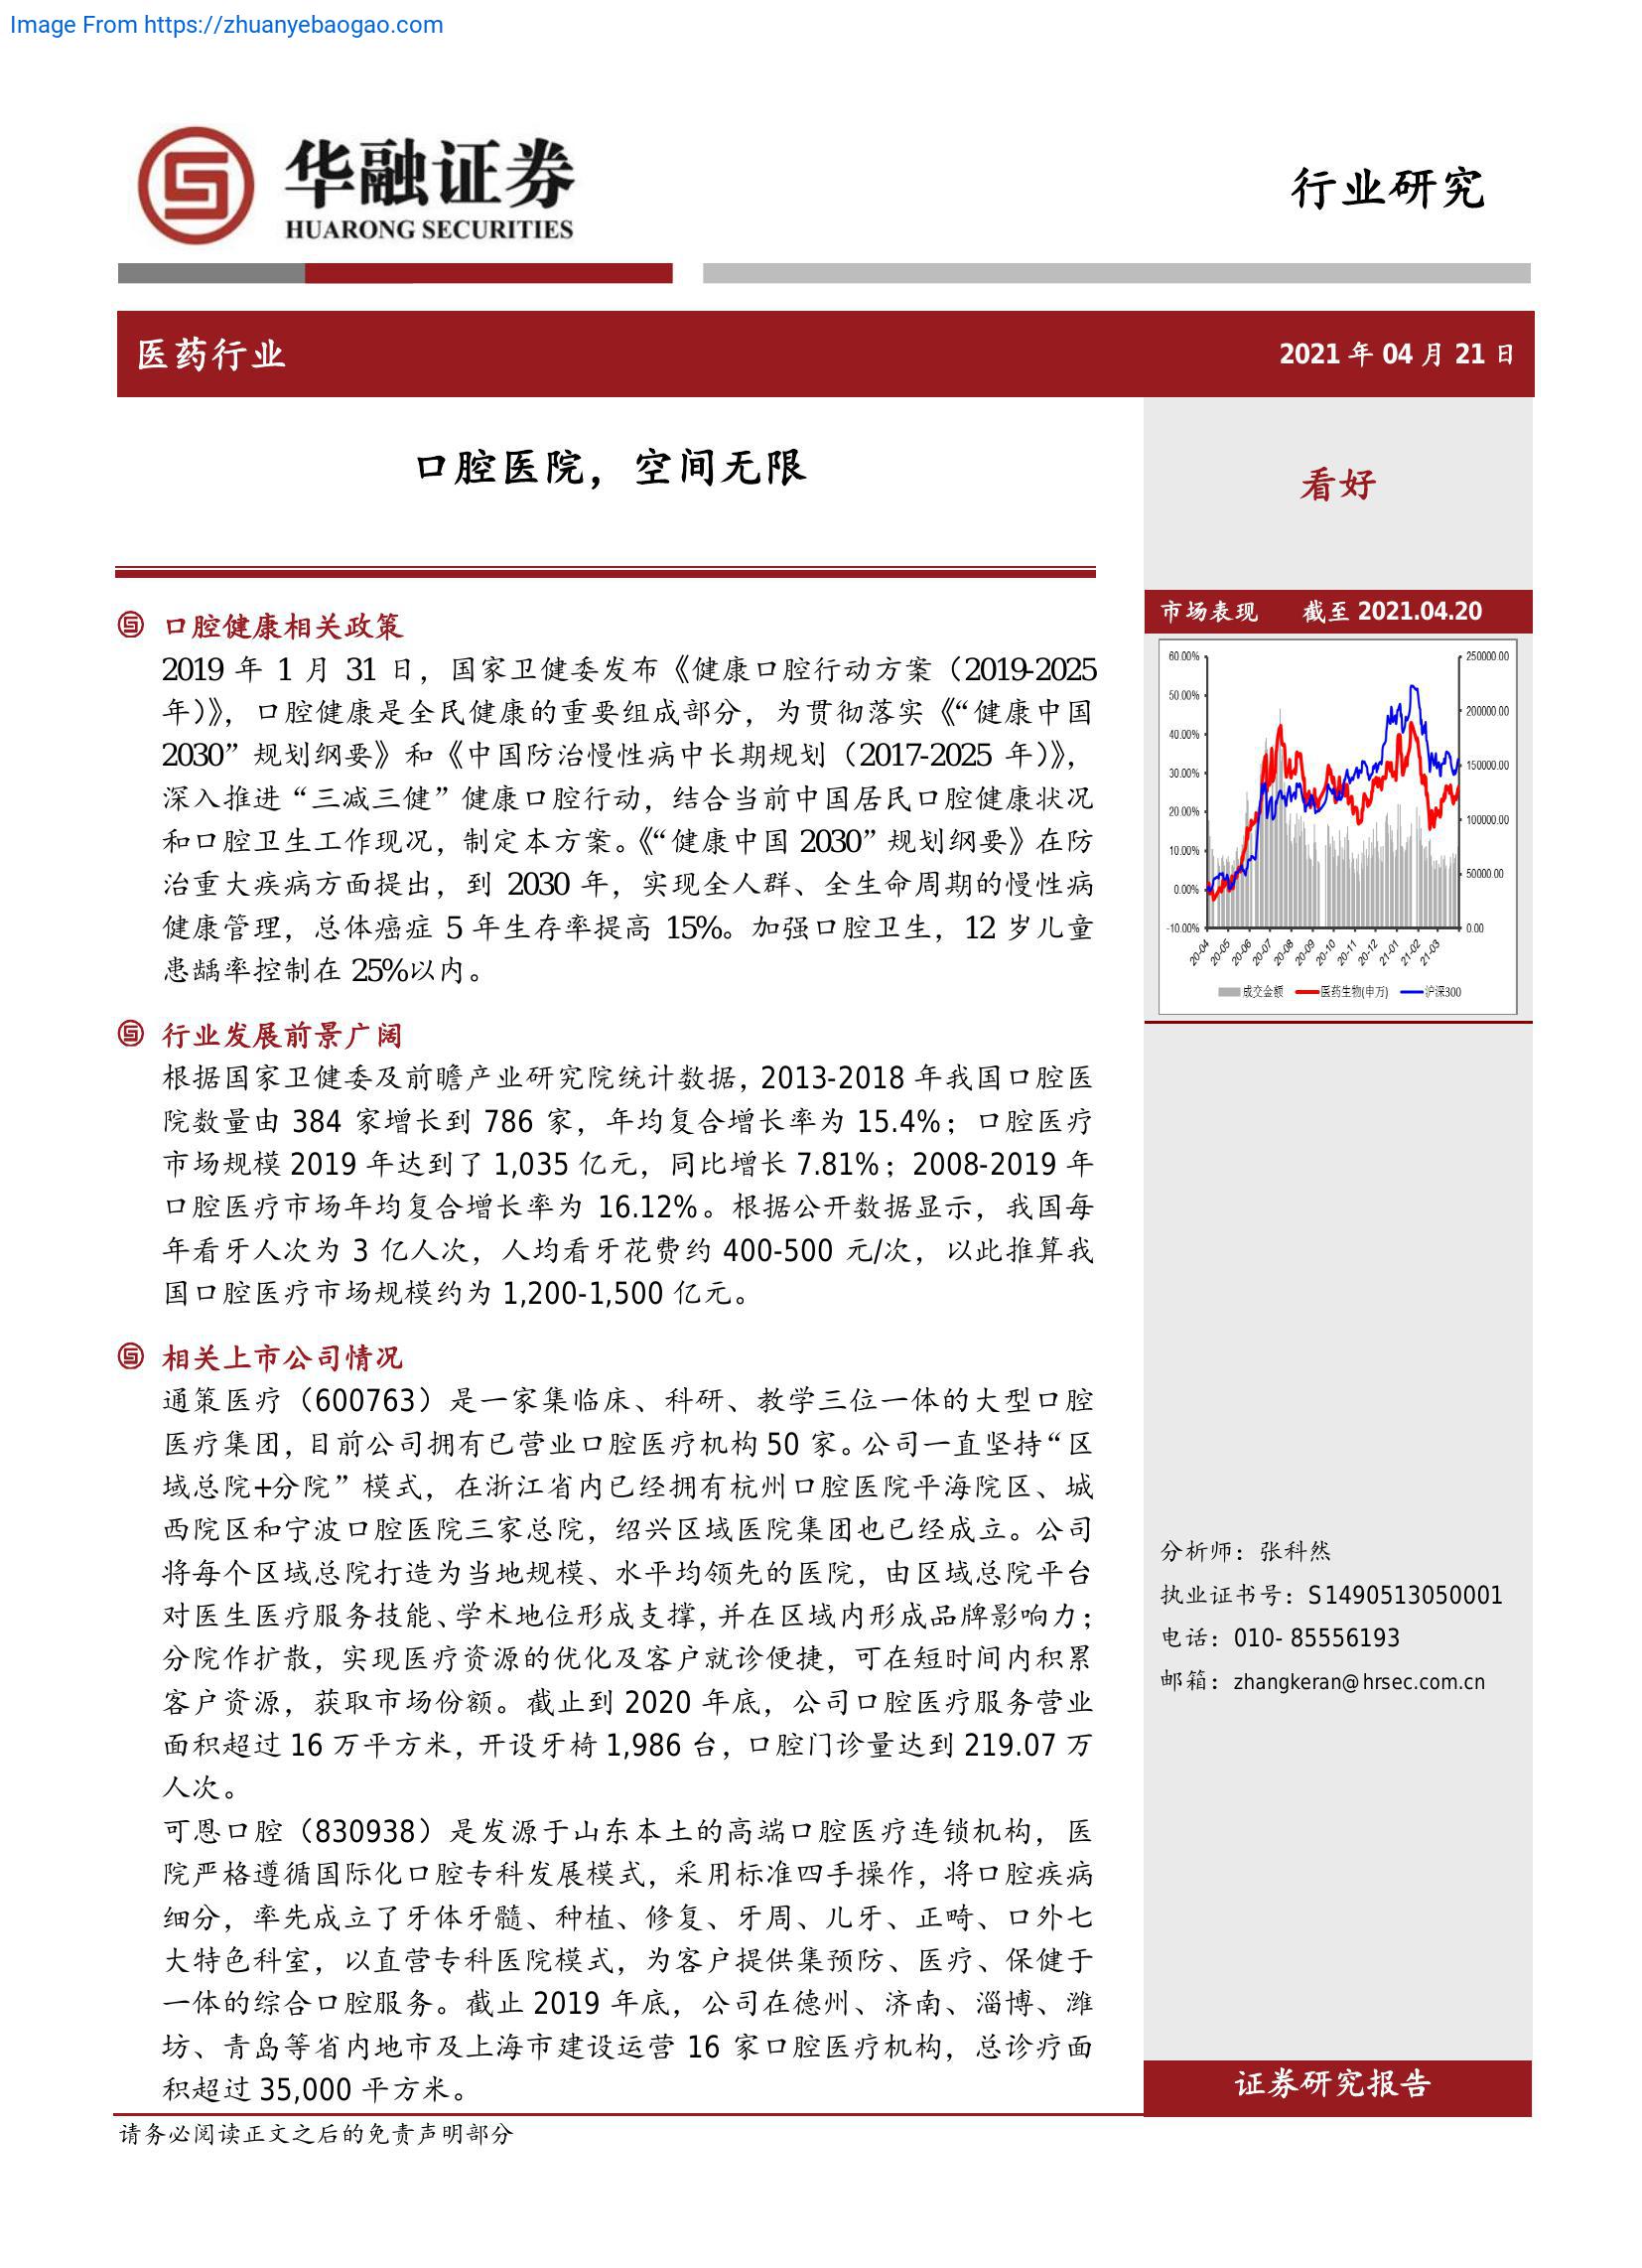 Image From https://zhuanyebaogao.com
华融证券
HUARONG SECURITIES
行业研究
医药行业
2021 年 04 月 21 日
口腔医院，空间无限
看好
口腔健康相关政策
2019 年 1 月 31 日，国家卫健委发布《健康口腔行动方案（2019-2025
年）》，口腔健康是全民健康的重要组成部分，为贯彻落实《“健康中国
2030”规划纲要》和《中国防治慢性病中长期规划（2017-2025 年）》，
深入推进“三减三健”健康口腔行动，结合当前中国居民口腔健康状况
和口腔卫生工作现况，制定本方案。《“健康中国 2030”规划纲要》在防
治重大疾病方面提出，到 2030 年，实现全人群、全生命周期的慢性病
健康管理，总体癌症 5 年生存率提高 15%。加强口腔卫生，12 岁儿童
患龋率控制在 25%以内。
行业发展前景广阔
根据国家卫健委及前瞻产业研究院统计数据，2013-2018 年我国口腔医
院数量由 384 家增长到 786 家，年均复合增长率为 15.4%；口腔医疗
市场规模 2019 年达到了 1,035 亿元，同比增长 7.81%；2008-2019 年
口腔医疗市场年均复合增长率为 16.12%。根据公开数据显示，我国每
年看牙人次为 3 亿人次，人均看牙花费约 400-500 元/次，以此推算我
国口腔医疗市场规模约为 1,200-1,500 亿元。
相关上市公司情况
通策医疗（600763）是一家集临床、科研、教学三位一体的大型口腔
医疗集团，目前公司拥有已营业口腔医疗机构 50 家。公司一直坚持“区
域总院+分院”模式，在浙江省内已经拥有杭州口腔医院平海院区、城
西院区和宁波口腔医院三家总院，绍兴区域医院集团也已经成立。公司
将每个区域总院打造为当地规模、水平均领先的医院，由区域总院平台
对医生医疗服务技能、学术地位形成支撑，并在区域内形成品牌影响力；
分院作扩散，实现医疗资源的优化及客户就诊便捷，可在短时间内积累
客户资源，获取市场份额。截止到 2020 年底，公司口腔医疗服务营业
面积超过 16 万平方米，开设牙椅 1,986 台，口腔门诊量达到 219.07 万
人次。
可恩口腔（830938）是发源于山东本土的高端口腔医疗连锁机构，医
院严格遵循国际化口腔专科发展模式，采用标准四手操作，将口腔疾病
细分，率先成立了牙体牙髓、种植、修复、牙周、儿牙、正畸、口外七
大特色科室，以直营专科医院模式，为客户提供集预防、医疗、保健于
一体的综合口腔服务。截止 2019 年底，公司在德州、济南、淄博、潍
坊、青岛等省内地市及上海市建设运营 16 家口腔医疗机构，总诊疗面
积超过 35,000 平方米。
市场表现 截至 2021.04.20
60.00%
50.00%
40.00%
30.00%
20.00%
10.00%
0.00%
-10.00%
250000.00
200000.00
150000.00
100000.00
50000.00
0.00
20-04 20-05 20-06 20-07 20-08 20-09 20-10 20-11 20-12 21-01 21-02 21-03
成交金额 医药生物(申万) 沪深300
分析师：张科然
执业证书号：S1490513050001
电话：010- 85556193
邮箱：zhangkeran@hrsec.com.cn
证券研究报告
请务必阅读正文之后的免责声明部分